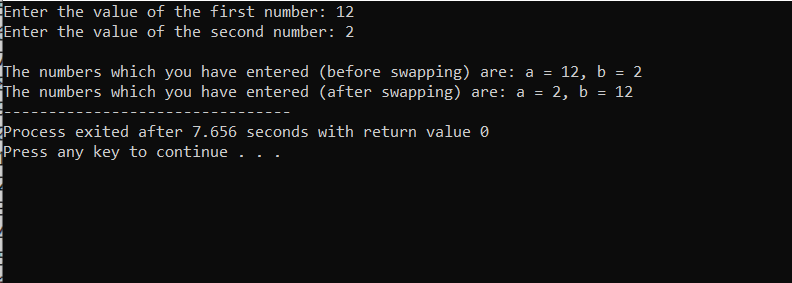 Enter the value of the first number: 12
Enter the value of the second number: 2
The numbers which you have entered (before swapping) are: a = 12, b = 2
The numbers which you have entered (after swapping) are: a = 2, b = 12
--------------------------------
Process exited after 7.656 seconds with return value 0
Press any key to continue . . .